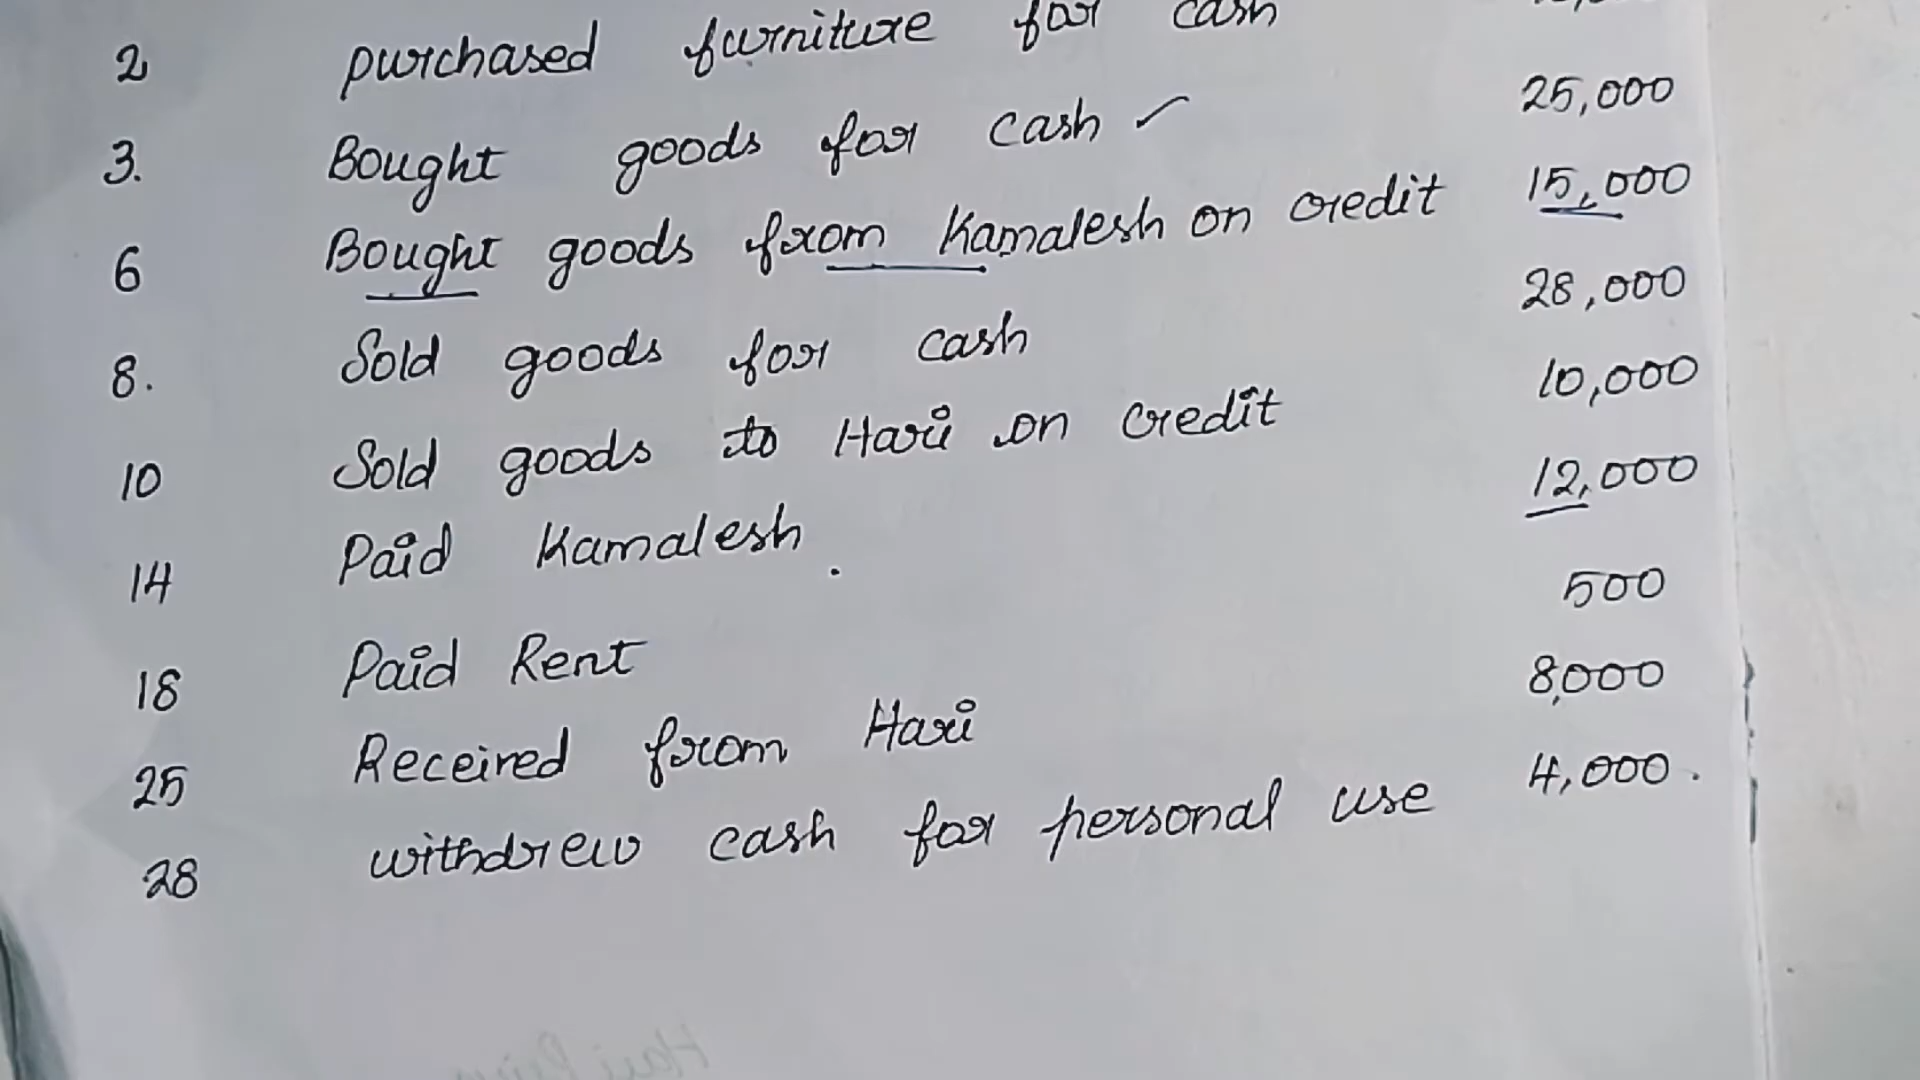 2 purchased furniture for cash
3. Bought goods for cash ✓ 25,000
6 Bought goods from Kamalesh on credit 15,000
8. Sold goods for cash 28,000
10 Sold goods to Hari on credit 10,000
14 Paid Kamalesh. 12,000
18 Paid Rent 500
25 Received from Hari 8,000
28 withdrew cash for personal use 4,000.